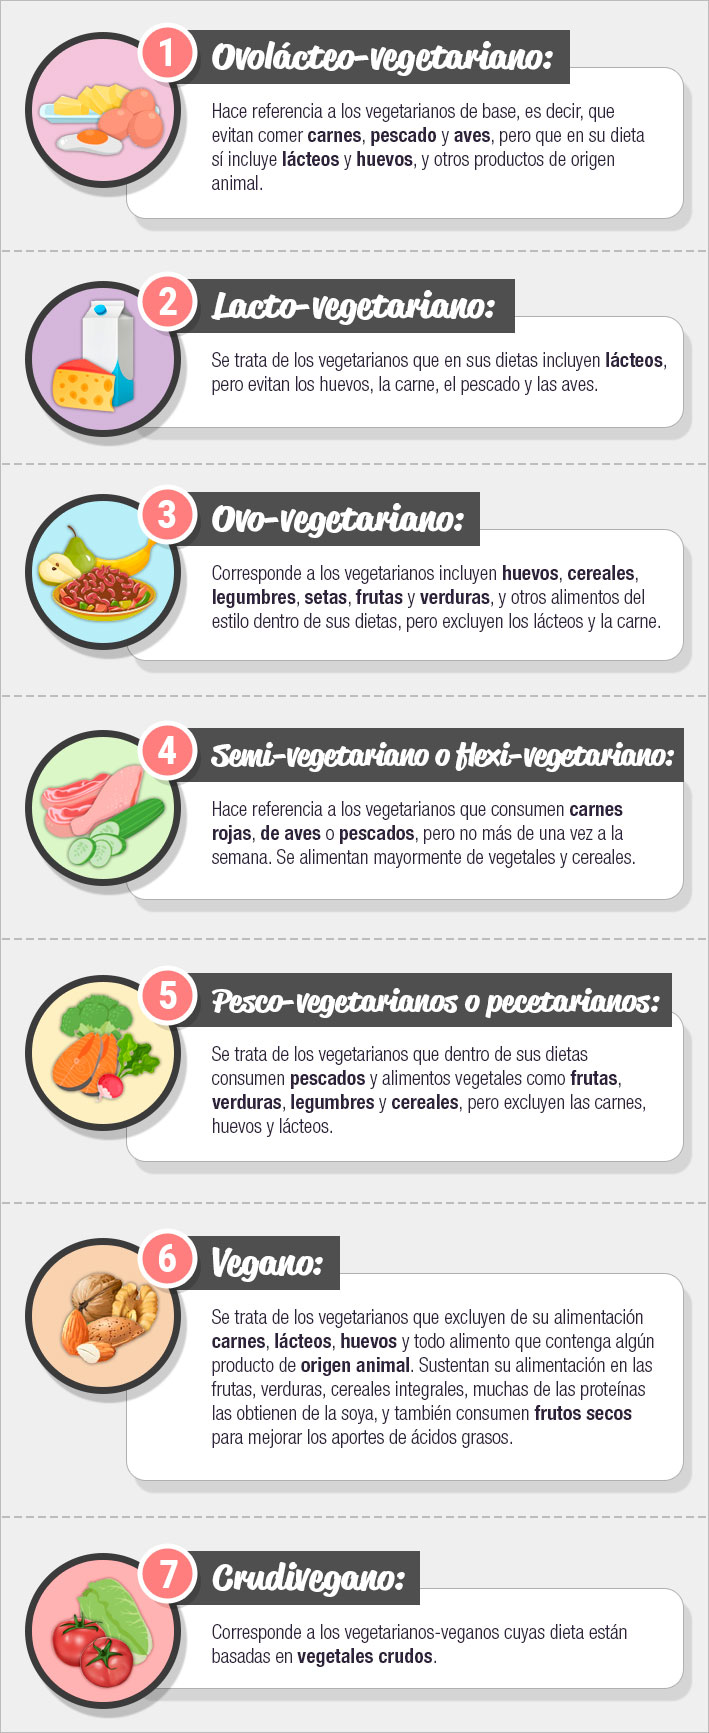 1
Ovolácteo-vegetariano:
Hace referencia a los vegetarianos de base, es decir, que
evitan comer carnes, pescado y aves, pero que en su dieta
sí incluye lácteos y huevos, y otros productos de origen
animal.
2
Lacto-vegetariano:
Se trata de los vegetarianos que en sus dietas incluyen lácteos,
pero evitan los huevos, la carne, el pescado y las aves.
3
Ovo-vegetariano:
Corresponde a los vegetarianos incluyen huevos, cereales,
legumbres, setas, frutas y verduras, y otros alimentos del
estilo dentro de sus dietas, pero excluyen los lácteos y la carne.
4
Semi-vegetariano o flexi-vegetariano:
Hace referencia a los vegetarianos que consumen carnes
rojas, de aves o pescados, pero no más de una vez a la
semana. Se alimentan mayormente de vegetales y cereales.
5
Pesco-vegetarianos o pecetarianos:
Se trata de los vegetarianos que dentro de sus dietas
consumen pescados y alimentos vegetales como frutas,
verduras, legumbres y cereales, pero excluyen las carnes,
huevos y lácteos.
6
Vegano:
Se trata de los vegetarianos que excluyen de su alimentación
carnes, lácteos, huevos y todo alimento que contenga algún
producto de origen animal. Sustentan su alimentación en las
frutas, verduras, cereales integrales, muchas de las proteínas
las obtienen de la soya, y también consumen frutos secos
para mejorar los aportes de ácidos grasos.
7
Crudivegano:
Corresponde a los vegetarianos-veganos cuyas dieta están
basadas en vegetales crudos.